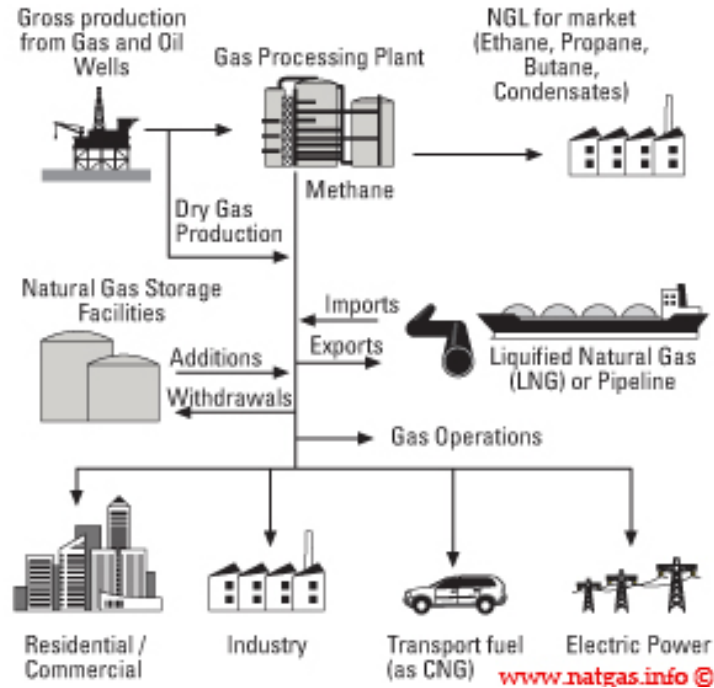 Gross production
from Gas and Oil
Wells
Gas Processing Plant
NGL for market
(Ethane, Propane,
Butane,
Condensates)
Methane
Dry Gas
Production
Natural Gas Storage
Facilities
Imports
Exports
Additions
Withdrawals
Liquified Natural Gas
(LNG) or Pipeline
Gas Operations
Residential /
Commercial
Industry
Transport fuel
(as CNG)
Electric Power
www.natgas.info ©